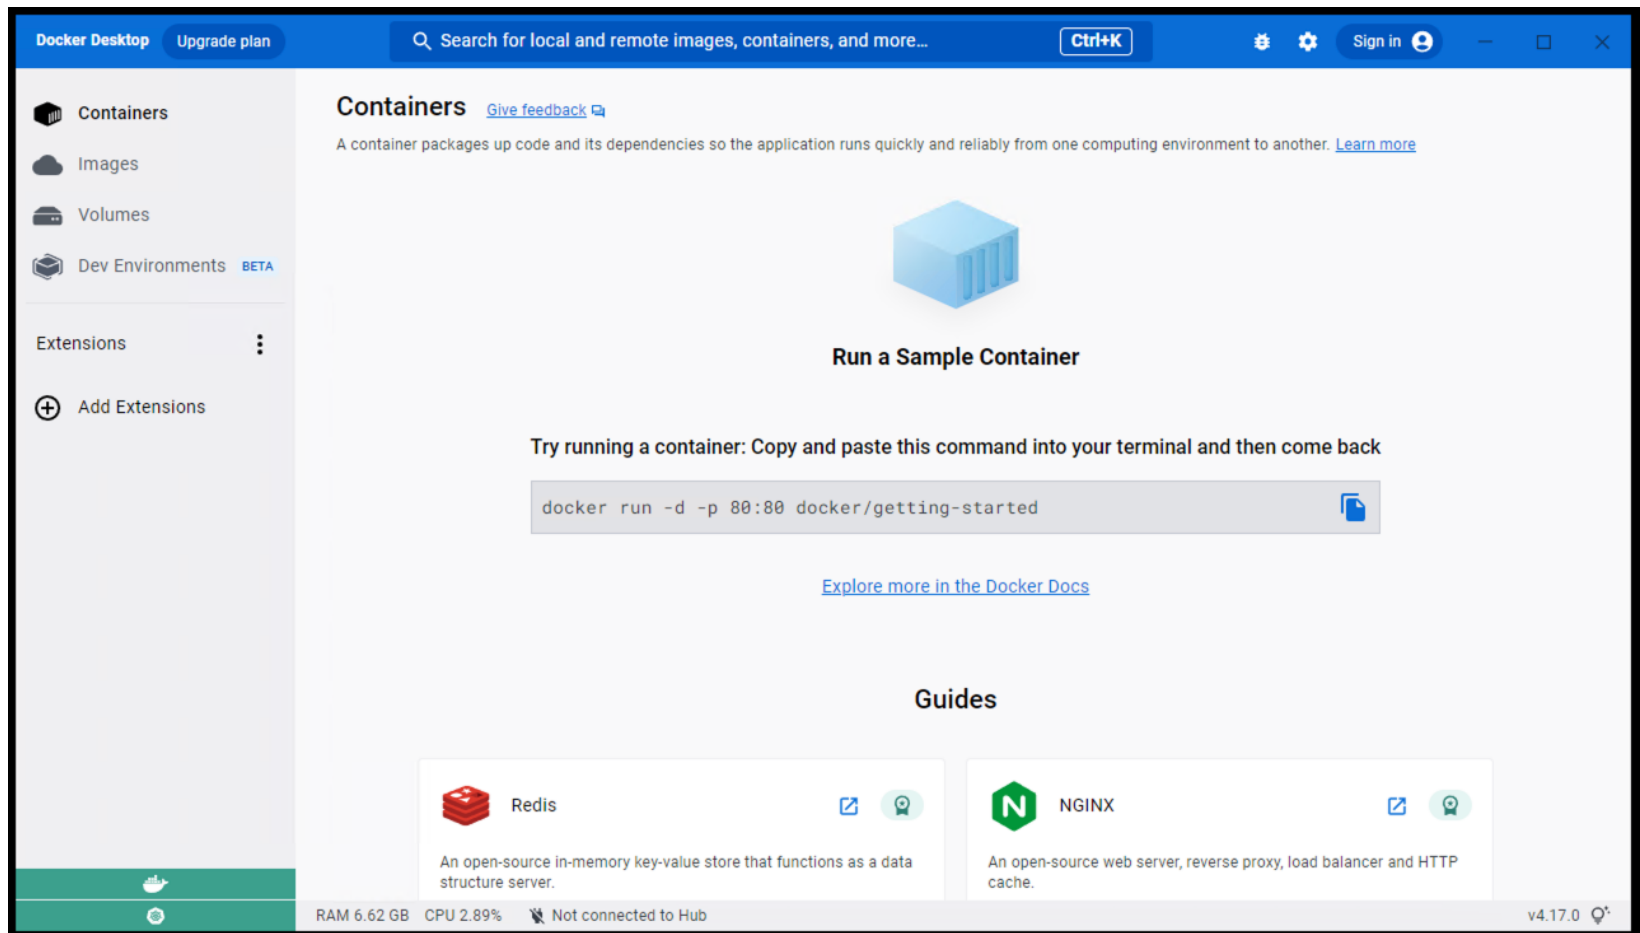 Docker Desktop
Upgrade plan
Search for local and remote images, containers, and more...
Ctrl+K
Sign in
Containers
Images
Volumes
Dev Environments BETA
Extensions
Add Extensions
Containers Give feedback
A container packages up code and its dependencies so the application runs quickly and reliably from one computing environment to another. Learn more
Run a Sample Container
Try running a container: Copy and paste this command into your terminal and then come back
docker run -d -p 80:80 docker/getting-started
Explore more in the Docker Docs
Guides
Redis
An open-source in-memory key-value store that functions as a data
structure server.
N
NGINX
An open-source web server, reverse proxy, load balancer and HTTP
cache.
RAM 6.62 GB CPU 2.89% Not connected to Hub
v4.17.0